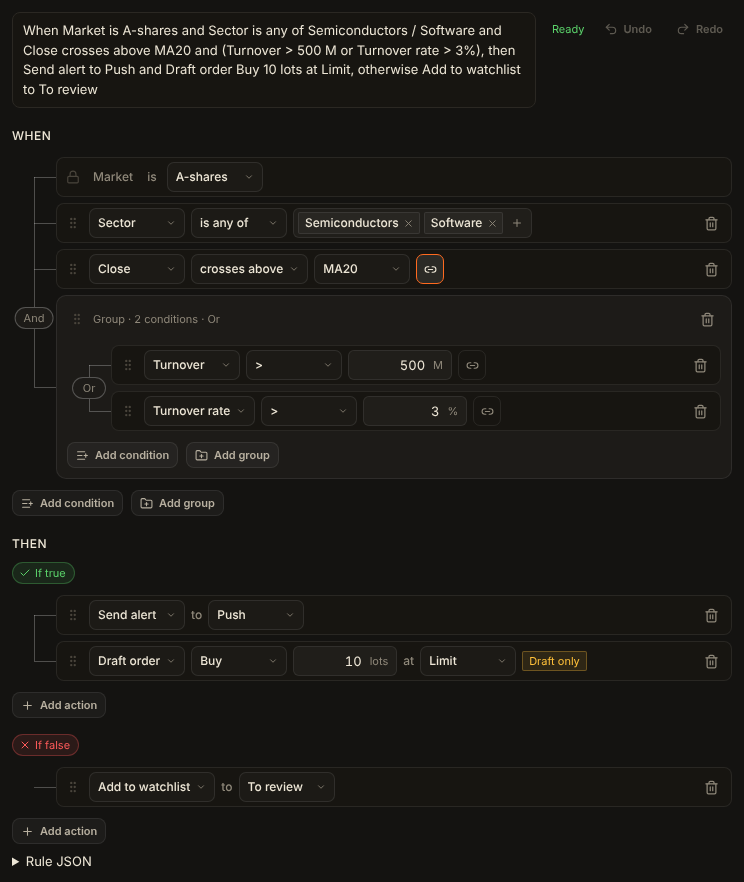 When Market is A-shares and Sector is any of Semiconductors / Software and
Close crosses above MA20 and (Turnover > 500 M or Turnover rate > 3%), then
Send alert to Push and Draft order Buy 10 lots at Limit, otherwise Add to watchlist
to To review
Ready Undo Redo
WHEN
Market is A-shares
Sector is any of Semiconductors Software
Close crosses above MA20
And
Group · 2 conditions · Or
Turnover > 500 M
Or
Turnover rate > 3 %
Add condition Add group
Add condition Add group
THEN
If true
Send alert to Push
Draft order Buy 10 lots at Limit Draft only
Add action
If false
Add to watchlist to To review
Add action
Rule JSON